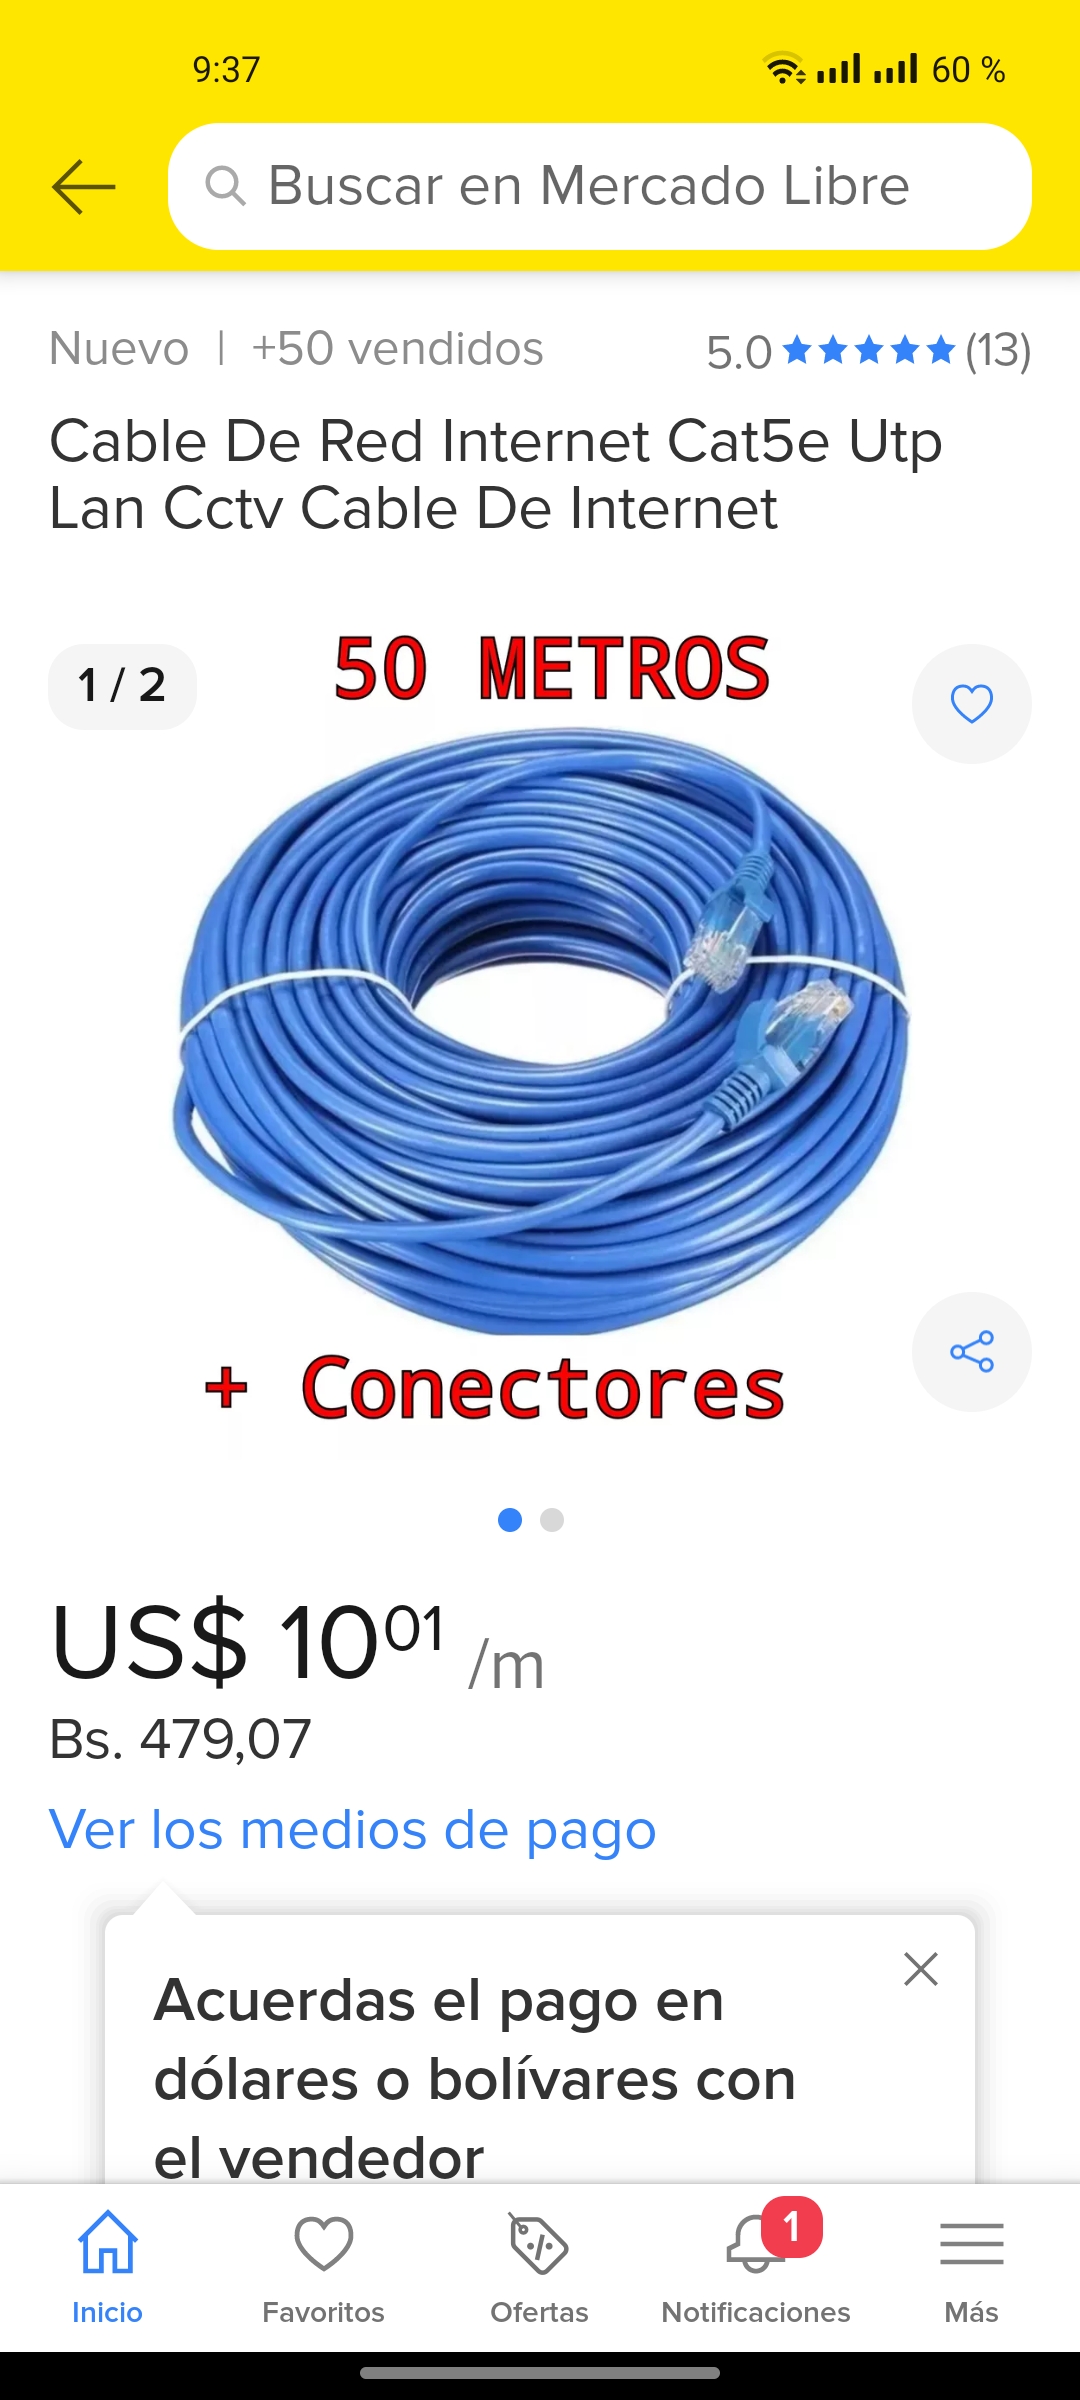 9:37
60 %
Buscar en Mercado Libre
Nuevo | +50 vendidos
5.0 (13)
Cable De Red Internet Cat5e Utp
Lan Cctv Cable De Internet
50 METROS
1 / 2
+ Conectores
US$ 10 01 /m
Bs. 479,07
Ver los medios de pago
Acuerdas el pago en
dólares o bolívares con
el vendedor
1
Inicio
Favoritos
Ofertas
Notificaciones
Más